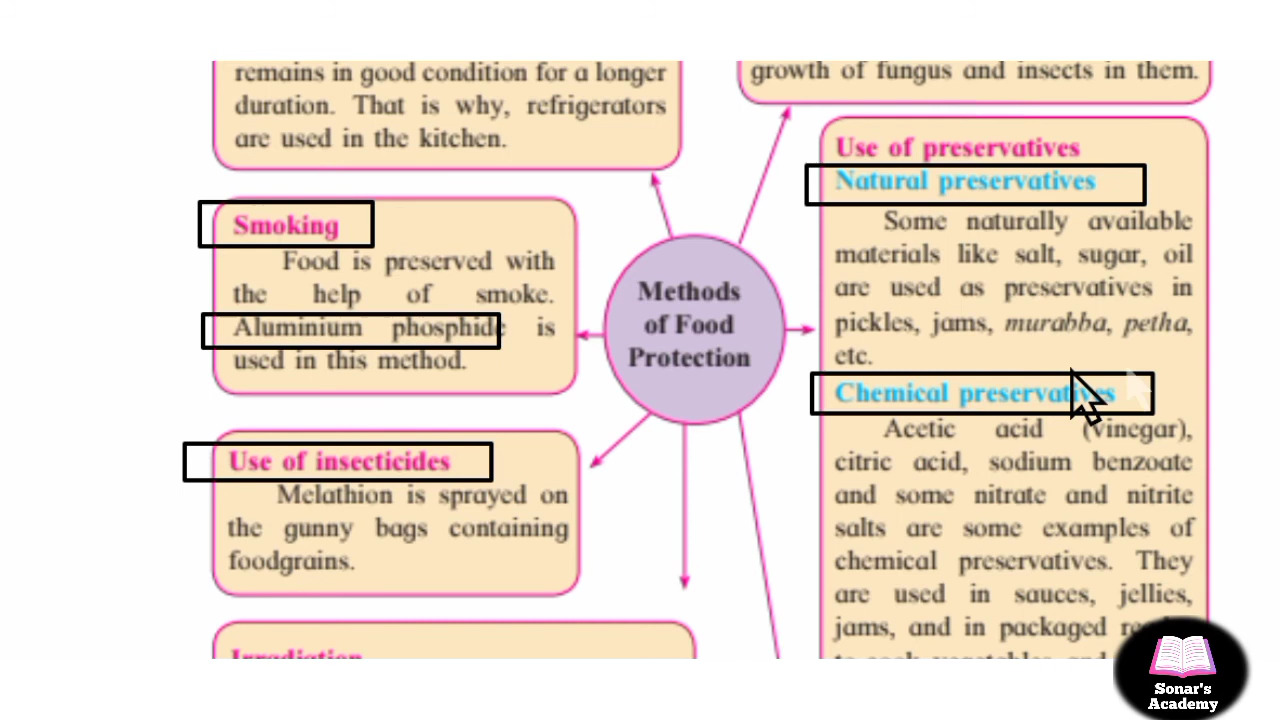 remains in good condition for a longer
duration. That is why, refrigerators
are used in the kitchen.
growth of fungus and insects in them.
Smoking
Food is preserved with
the help of smoke.
Aluminium phosphide is
used in this method.
Use of insecticides
Melathion is sprayed on
the gunny bags containing
foodgrains.
Irradiation
Methods
of Food
Protection
Use of preservatives
Natural preservatives
Some naturally available
materials like salt, sugar, oil
are used as preservatives in
pickles, jams, murabba, petha,
etc.
Chemical preservatives
Acetic acid (vinegar),
citric acid, sodium benzoate
and some nitrate and nitrite
salts are some examples of
chemical preservatives. They
are used in sauces, jellies,
jams, and in packaged
to cook vegetables and
Sonar's
Academy